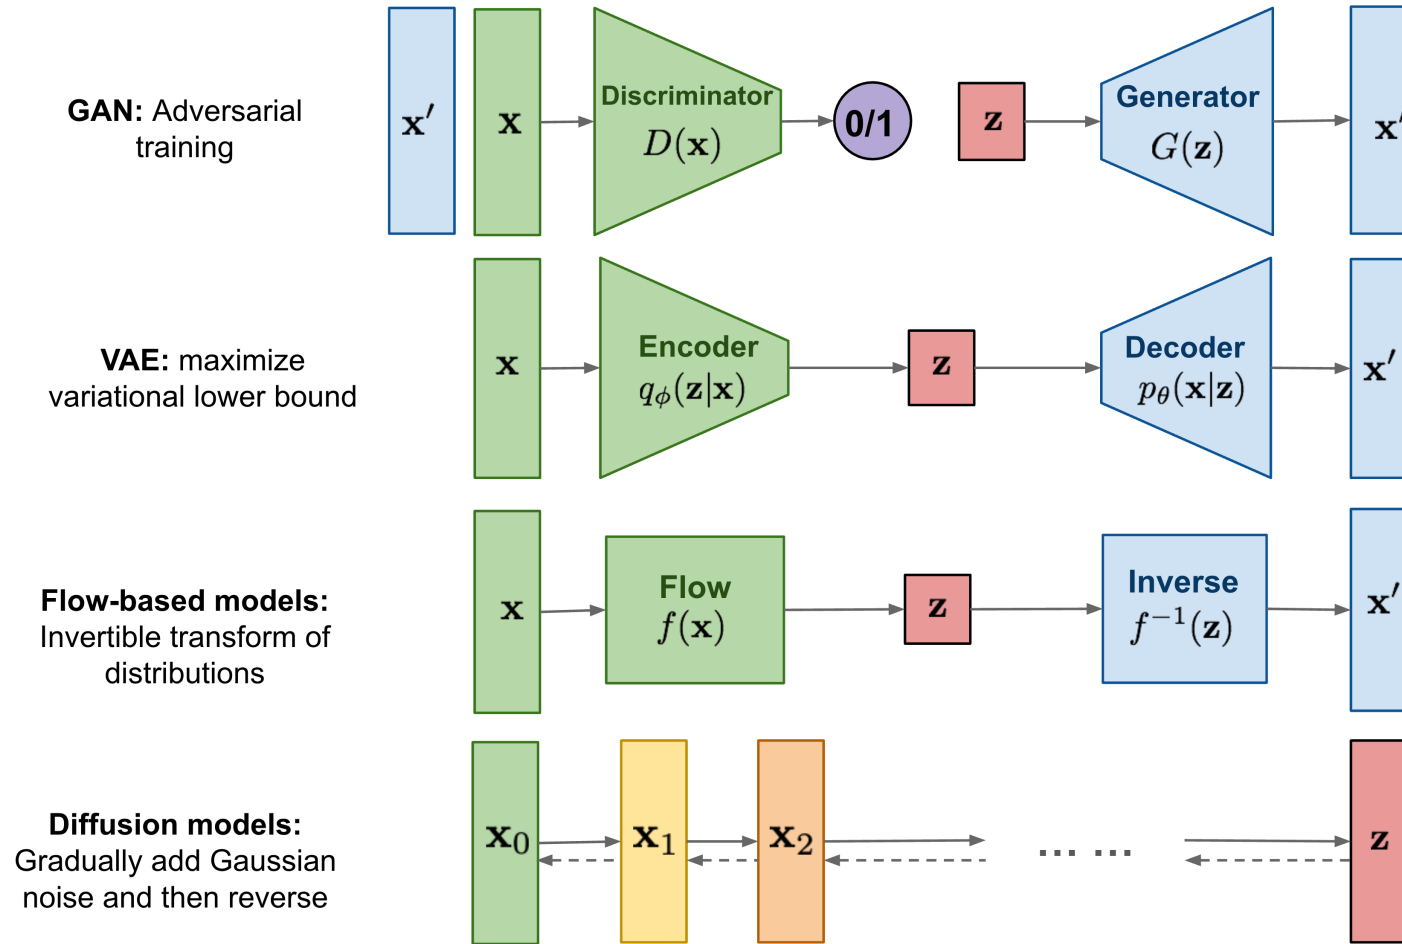 GAN: Adversarial
training
x′
x
Discriminator
D(x)
0/1
z
Generator
G(z)
x′
VAE: maximize
variational lower bound
x
Encoder
qϕ(z|x)
z
Decoder
pθ(x|z)
x′
Flow-based models:
Invertible transform of
distributions
x
Flow
f(x)
z
Inverse
f⁻¹(z)
x′
Diffusion models:
Gradually add Gaussian
noise and then reverse
x₀
x₁
x₂
... ...
z